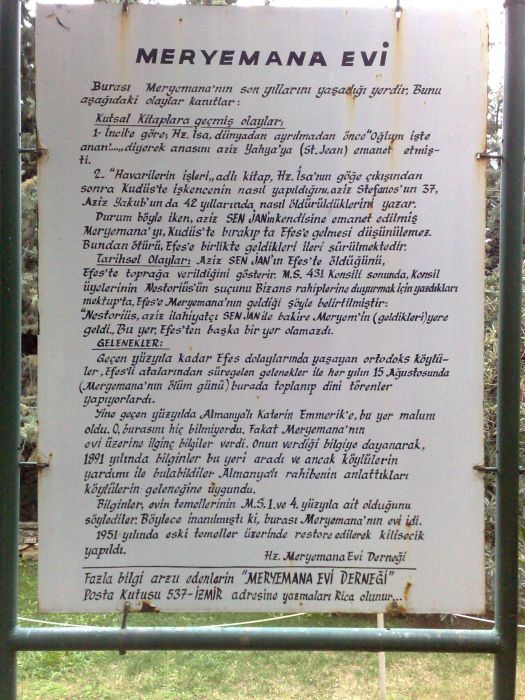 MERYEMANA EVİ
Burası Meryemana'nın son yıllarını yaşadığı yerdir. Bunu
aşağıdaki olaylar kanıtlar:
Kutsal Kitaplara geçmiş olaylar:
1- İncile göre; Hz. İsa, dünyadan ayrılmadan önce "Oğlun işte
anan!....„ diyerek anasını aziz Yahya'ya (St. Jean) emanet etmiş-
ti.
2.- "Havarilerin işleri„ adlı kitap, Hz. İsa'nın göğe çıkışından
sonra Kudüs'te işkencenin nasıl yapıldığını, aziz Stefanos'un 37,
Aziz Yakub'un da 42 yıllarında nasıl öldürüldüklerini yazar.
Durum böyle iken, aziz SEN JAN'ın kendisine emanet edilmiş
Meryemana'yı, Kudüs'te bırakıp ta Efes'e gelmesi düşünülemez.
Bundan ötürü, Efes'e birlikte geldikleri ileri sürülmektedir.
Tarihsel Olaylar: Aziz SEN JAN'ın Efes'te öldüğünü,
Efes'te toprağa verildiğini gösterir. M.S. 431 Konsili sonunda, Konsil
üyelerinin Nestoriüs'ün suçunu Bizans rahiplerine duyurmak için yazdıkları
mektup'ta, Efes'e Meryemana'nın geldiği şöyle belirtilmiştir:
"Nestoriüs, aziz ilahiyatçı SEN JAN ile bakire Meryem'in (geldikleri) yere
geldi„. Bu yer, Efes'ten başka bir yer olamazdı.
GELENEKLER:
Geçen yüzyıla kadar Efes dolaylarında yaşayan ortodoks köylü-
ler, Efes'li atalarından süregelen gelenekler ile her yılın 15 Ağustosunda
(Meryemana'nın ölüm günü) burada toplanıp dini törenler
yapıyorlardı.
Yine geçen yüzyılda Almanya'lı Katerin Emmerik'e, bu yer malum
oldu. O, burasını hiç bilmiyordu. Fakat Meryemana'nın
evi üzerine ilginç bilgiler verdi. Onun verdiği bilgiye dayanarak,
1891 yılında bilginler bu yeri aradı ve ancak köylülerin
yardımı ile bulabildiler Almanya'lı rahibenin anlattıkları
köylülerin geleneğine uygundu.
Bilginler, evin temellerinin M.S. 1. ve 4. yüzyıla ait olduğunu
söylediler. Böylece inanılmıştı ki, burası Meryemana'nın evi idi.
1951 yılında eski temeller üzerinde restore edilerek kilisecik
yapıldı.
Hz. Meryemana Evi Derneği
Fazla bilgi arzu edenlerin "MERYEMANA EVİ DERNEĞİ"
Posta Kutusu 537-İZMİR adresine yazmaları Rica olunur...